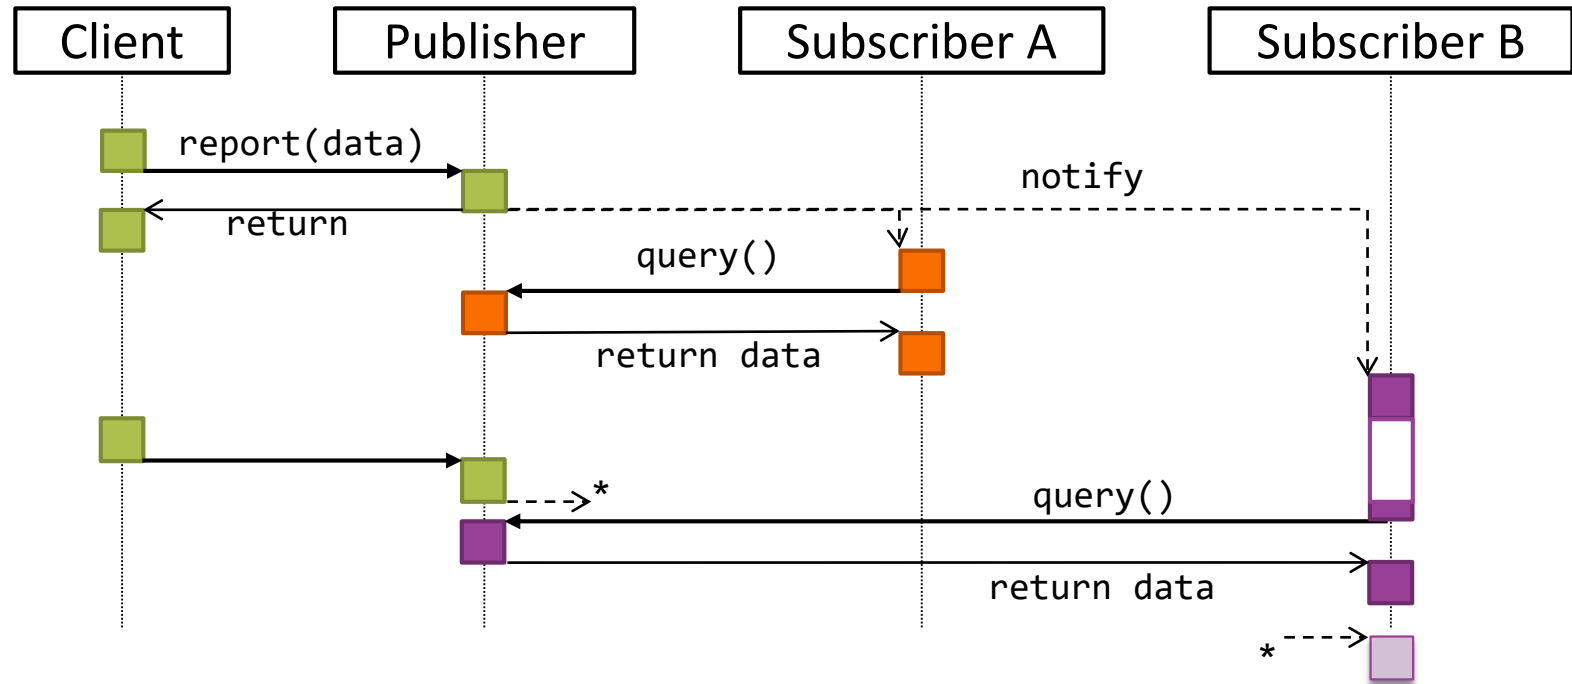 Client
Publisher
Subscriber A
Subscriber B
report(data)
notify
return
query()
return data
*
query()
return data
*